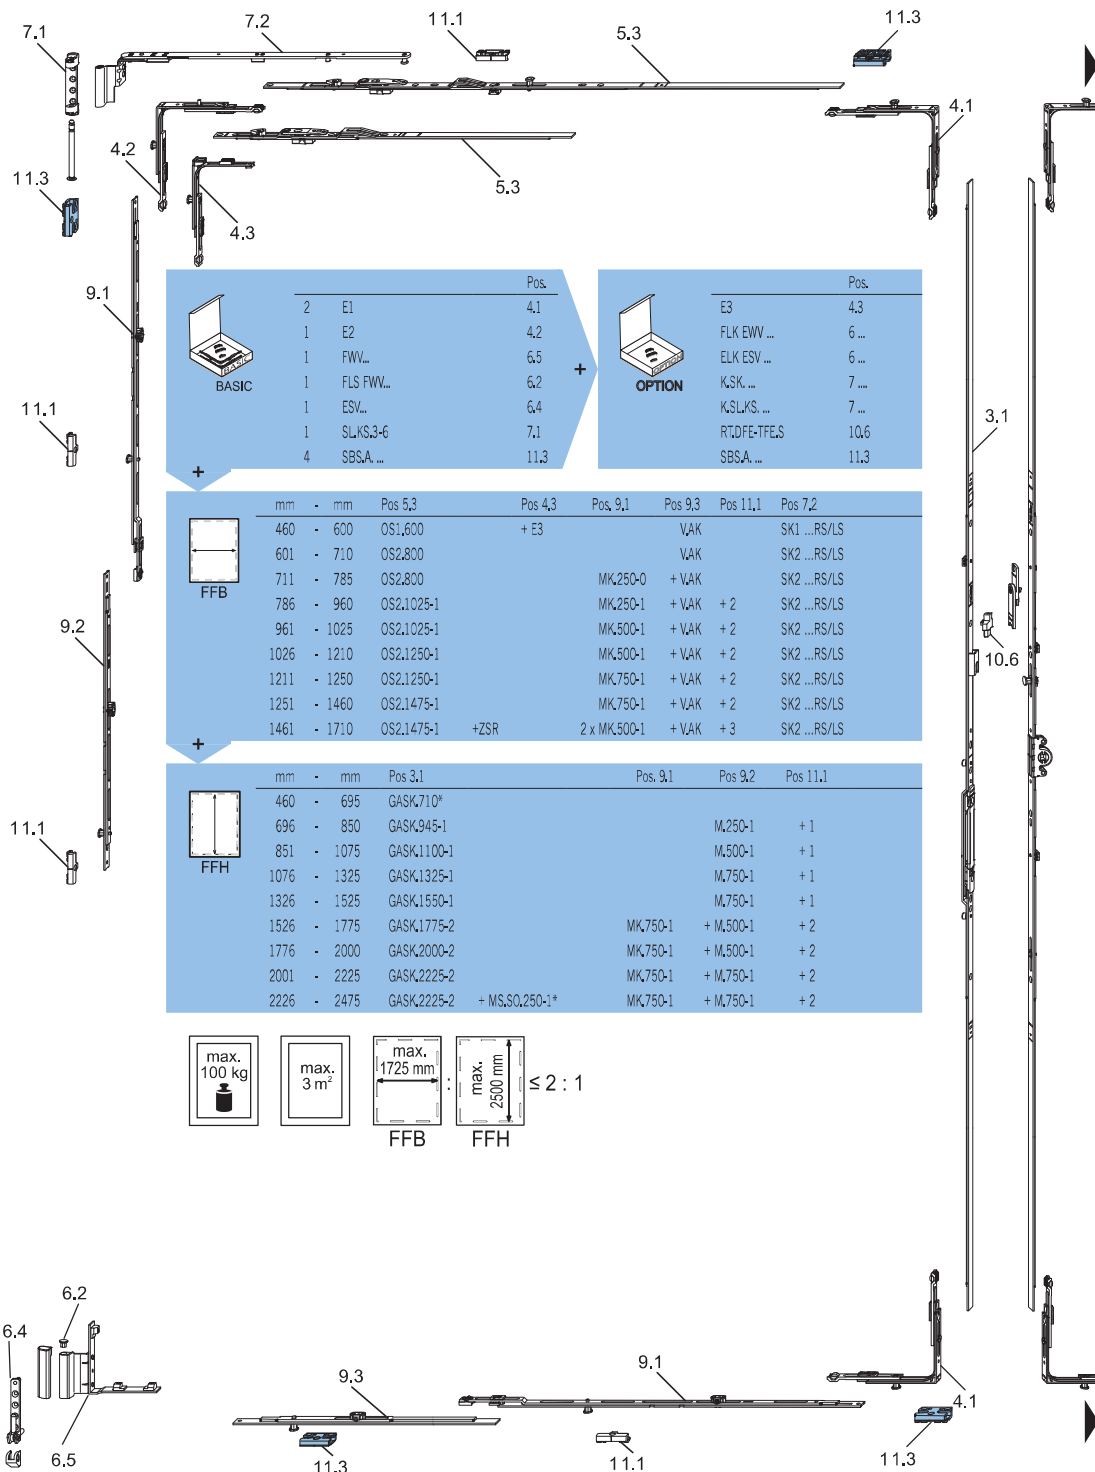 7.1
7.2
11.1
5.3
11.3
4.1
4.2
5.3
11.3
4.3
9.1
11.1
3.1
9.2
10.6
11.1
Pos.
2 E1 4.1
1 E2 4.2
1 FWV... 6.5
1 FLS FWV... 6.2
1 ESV... 6.4
1 SL.KS.3-6 7.1
4 SBS.A. ... 11.3
BASIC
BASIC
+
Pos.
E3 4.3
FLK EWV ... 6 ...
ELK ESV ... 6 ...
K.SK. ... 7 ...
K.SL.KS. ... 7 ...
RT.DFE-TFE.S 10.6
SBS.A. ... 11.3
OPTION
OPTION
+
mm - mm Pos 5.3 Pos 4.3 Pos. 9.1 Pos 9.3 Pos 11.1 Pos 7.2
460 - 600 OS1.600 + E3 V.AK SK1 ...RS/LS
601 - 710 OS2.800 V.AK SK2 ...RS/LS
711 - 785 OS2.800 MK.250-0 + V.AK SK2 ...RS/LS
786 - 960 OS2.1025-1 MK.250-1 + V.AK + 2 SK2 ...RS/LS
961 - 1025 OS2.1025-1 MK.500-1 + V.AK + 2 SK2 ...RS/LS
1026 - 1210 OS2.1250-1 MK.500-1 + V.AK + 2 SK2 ...RS/LS
1211 - 1250 OS2.1250-1 MK.750-1 + V.AK + 2 SK2 ...RS/LS
1251 - 1460 OS2.1475-1 MK.750-1 + V.AK + 2 SK2 ...RS/LS
1461 - 1710 OS2.1475-1 +ZSR 2 x MK.500-1 + V.AK + 3 SK2 ...RS/LS
FFB
+
mm - mm Pos 3.1 Pos. 9.1 Pos 9.2 Pos 11.1
460 - 695 GASK.710*
696 - 850 GASK.945-1 M.250-1 + 1
851 - 1075 GASK.1100-1 M.500-1 + 1
1076 - 1325 GASK.1325-1 M.750-1 + 1
1326 - 1525 GASK.1550-1 M.750-1 + 1
1526 - 1775 GASK.1775-2 MK.750-1 + M.500-1 + 2
1776 - 2000 GASK.2000-2 MK.750-1 + M.500-1 + 2
2001 - 2225 GASK.2225-2 MK.750-1 + M.750-1 + 2
2226 - 2475 GASK.2225-2 + MS.SO.250-1* MK.750-1 + M.750-1 + 2
FFH
max.
100 kg
max.
3 m²
max.
1725 mm
FFB
:
max.
2500 mm
FFH
≤ 2 : 1
6.2
6.4
6.5
9.3
11.3
9.1
11.1
4.1
11.3